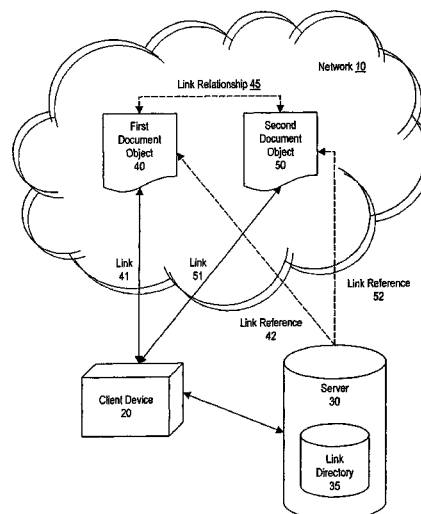 Link Relationship 45
Network 10
First
Document
Object
40
Second
Document
Object
50
Link
41
Link
51
Link Reference
42
Link Reference
52
Client Device
20
Server
30
Link
Directory
35